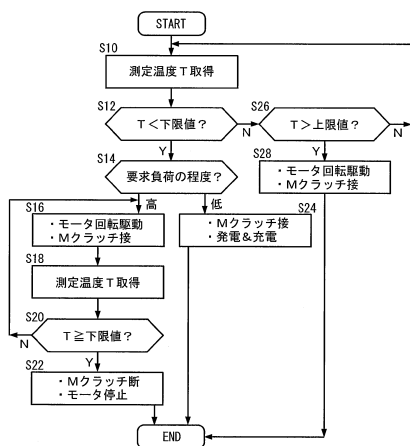 START
S10
測定温度T取得
S12
T<下限値?
N
Y
S26
T>上限値?
N
Y
S14
要求負荷の程度?
高
低
S28
・モータ回転駆動
・Mクラッチ接
S16
・モータ回転駆動
・Mクラッチ接
S24
・Mクラッチ接
・発電&充電
S18
測定温度T取得
S20
T≧下限値?
N
Y
S22
・Mクラッチ断
・モータ停止
END